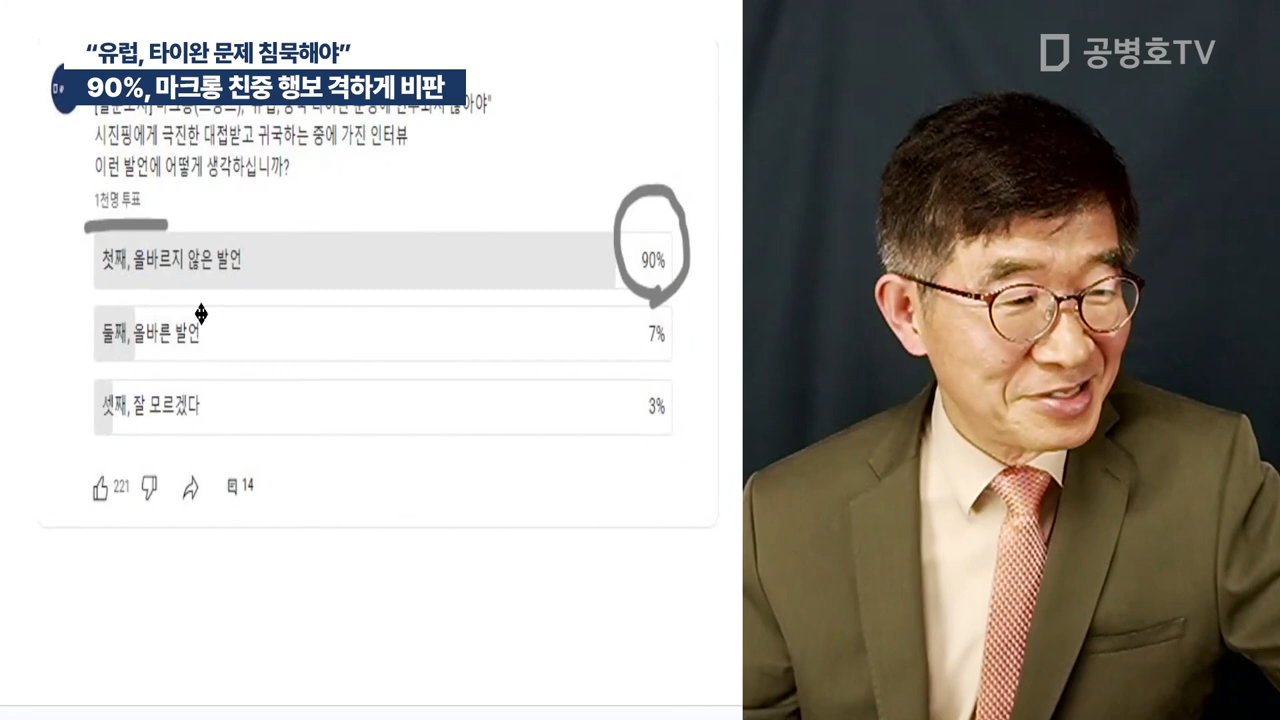 “유럽, 타이완 문제 침묵해야”
90%, 마크롱 친중 행보 격하게 비판
시진핑에게 극진한 대접받고 귀국하는 중에 가진 인터뷰
이런 발언에 어떻게 생각하십니까?
1천명 투표
첫째, 올바르지 않은 발언 90%
둘째, 올바른 발언 7%
셋째, 잘 모르겠다 3%
221 14
공병호TV